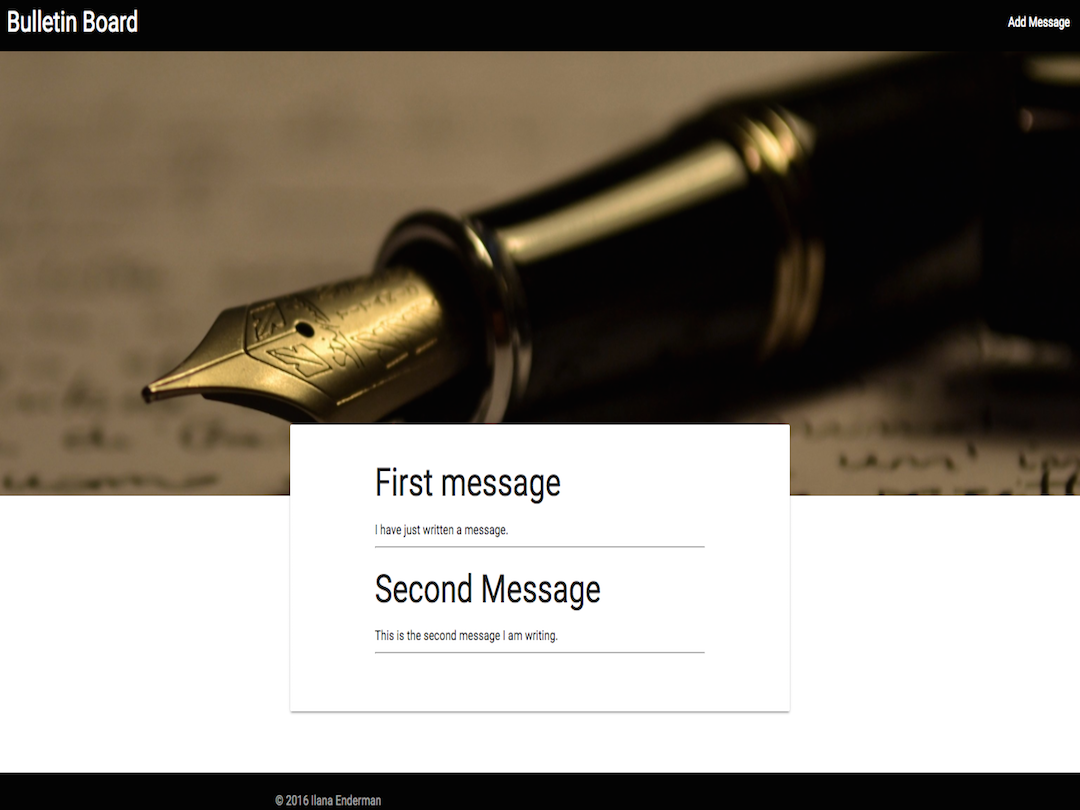 Bulletin Board
Add Message
First message
I have just written a message.
Second Message
This is the second message I am writing.
© 2016 Ilana Enderman